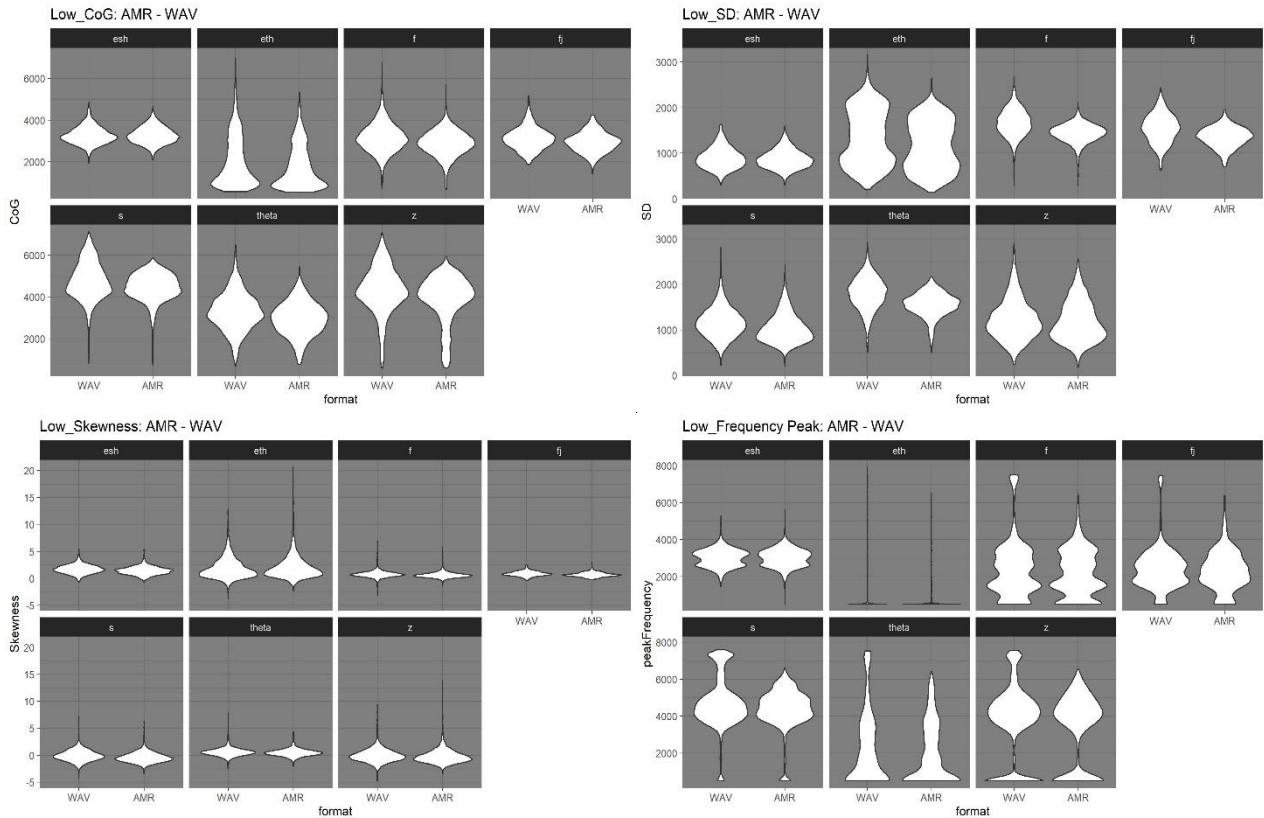 Low_CoG: AMR - WAV
esh
eth
f
fj
6000
4000
2000
WAV
AMR
s
theta
z
6000
4000
2000
CoG
WAV
AMR
WAV
AMR
WAV
AMR
format
Low_SD: AMR - WAV
esh
eth
f
fj
3000
2000
1000
0
WAV
AMR
s
theta
z
3000
2000
1000
0
SD
WAV
AMR
WAV
AMR
WAV
AMR
format
Low_Skewness: AMR - WAV
esh
eth
f
fj
20
15
10
5
0
-5
WAV
AMR
s
theta
z
20
15
10
5
0
-5
Skewness
WAV
AMR
WAV
AMR
WAV
AMR
format
Low_Frequency Peak: AMR - WAV
esh
eth
f
fj
8000
6000
4000
2000
WAV
AMR
s
theta
z
8000
6000
4000
2000
peakFrequency
WAV
AMR
WAV
AMR
WAV
AMR
format